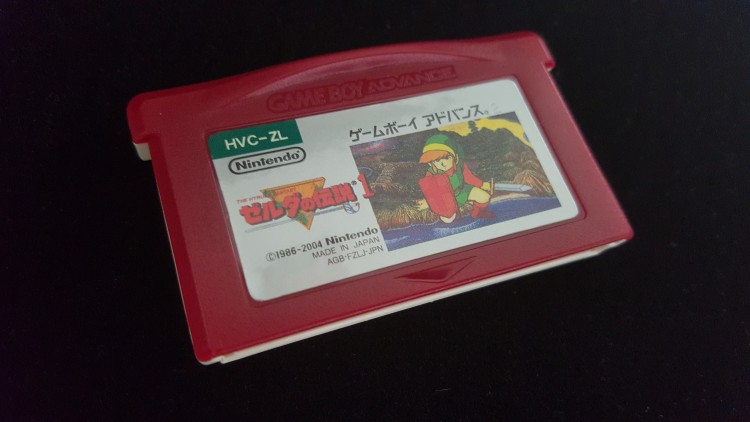 GAME BOY ADVANCE
HVC-ZL
Nintendo
ゲームボーイ アドバンス
ゼルダの伝説 1
©1986-2004 Nintendo
MADE IN JAPAN
AGB-FZLJ-JPN